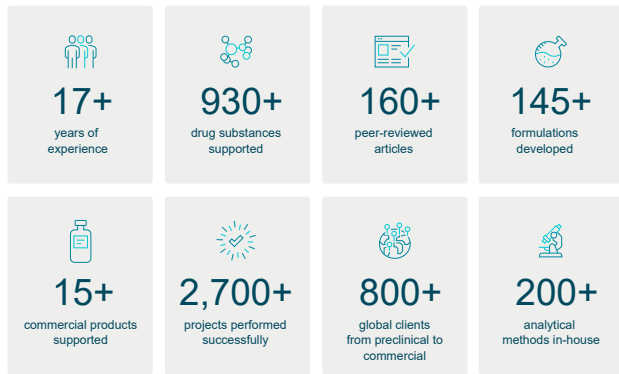 17+
years of
experience
930+
drug substances
supported
160+
peer-reviewed
articles
145+
formulations
developed
15+
commercial products
supported
2,700+
projects performed
successfully
800+
global clients
from preclinical to
commercial
200+
analytical
methods in-house